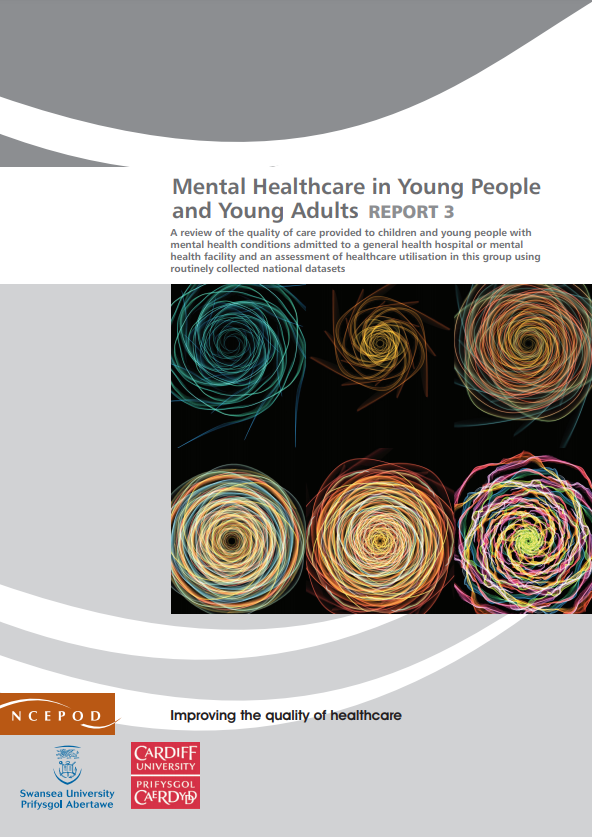 Mental Healthcare in Young People
and Young Adults REPORT 3
A review of the quality of care provided to children and young people with
mental health conditions admitted to a general health hospital or mental
health facility and an assessment of healthcare utilisation in this group using
routinely collected national datasets
NCEPOD
Improving the quality of healthcare
Swansea University
Prifysgol Abertawe
CARDIFF
UNIVERSITY
PRIFYSGOL
CAERDYDD